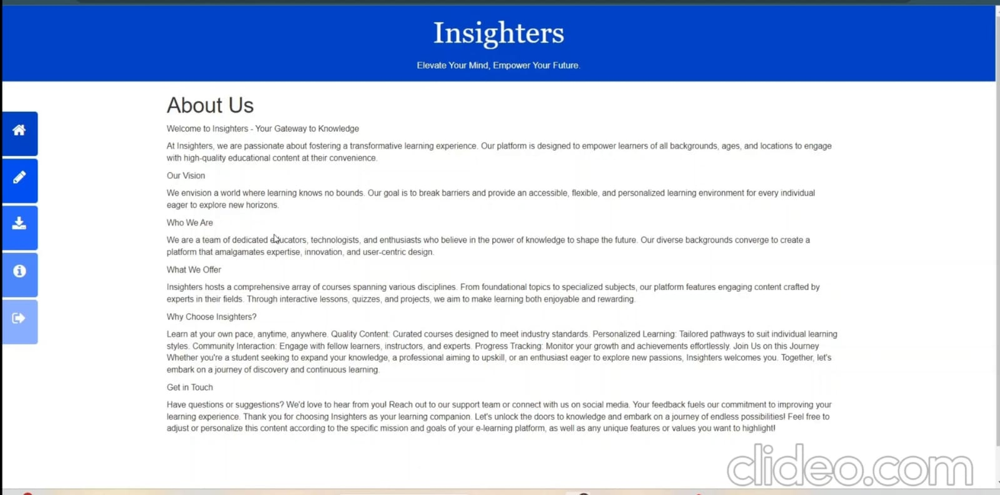 Insighters
Elevate Your Mind, Empower Your Future.
About Us
Welcome to Insighters - Your Gateway to Knowledge
At Insighters, we are passionate about fostering a transformative learning experience. Our platform is designed to empower learners of all backgrounds, ages, and locations to engage
with high-quality educational content at their convenience.
Our Vision
We envision a world where learning knows no bounds. Our goal is to break barriers and provide an accessible, flexible, and personalized learning environment for every individual
eager to explore new horizons.
Who We Are
We are a team of dedicated educators, technologists, and enthusiasts who believe in the power of knowledge to shape the future. Our diverse backgrounds converge to create a
platform that amalgamates expertise, innovation, and user-centric design.
What We Offer
Insighters hosts a comprehensive array of courses spanning various disciplines. From foundational topics to specialized subjects, our platform features engaging content crafted by
experts in their fields. Through interactive lessons, quizzes, and projects, we aim to make learning both enjoyable and rewarding.
Why Choose Insighters?
Learn at your own pace, anytime, anywhere. Quality Content: Curated courses designed to meet industry standards. Personalized Learning: Tailored pathways to suit individual learning
styles. Community Interaction: Engage with fellow learners, instructors, and experts. Progress Tracking: Monitor your growth and achievements effortlessly. Join Us on this Journey
Whether you're a student seeking to expand your knowledge, a professional aiming to upskill, or an enthusiast eager to explore new passions, Insighters welcomes you. Together, let's
embark on a journey of discovery and continuous learning.
Get in Touch
Have questions or suggestions? We'd love to hear from you! Reach out to our support team or connect with us on social media. Your feedback fuels our commitment to improving your
learning experience. Thank you for choosing Insighters as your learning companion. Let's unlock the doors to knowledge and embark on a journey of endless possibilities! Feel free to
adjust or personalize this content according to the specific mission and goals of your e-learning platform, as well as any unique features or values you want to highlight!
clideo.com